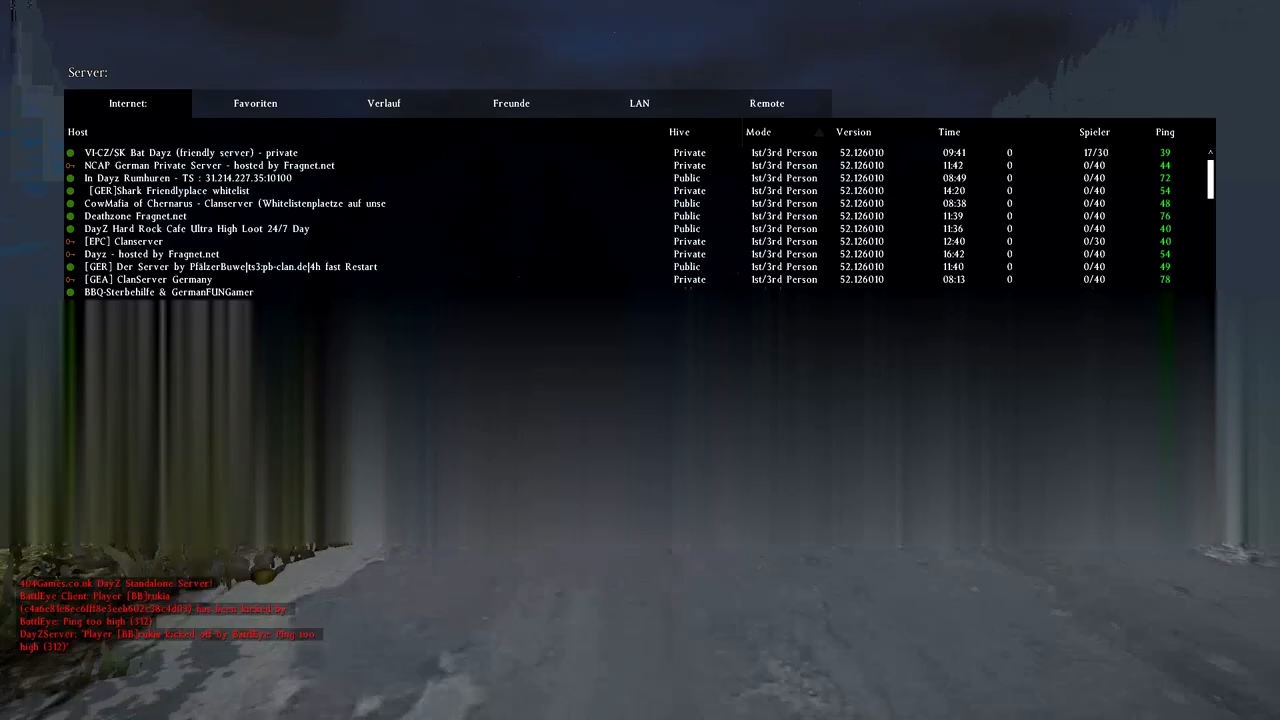 Server:
Internet: Favoriten Verlauf Freunde LAN Remote
Host Hive Mode Version Time Spieler Ping
VI-CZ/SK Bat Dayz (friendly server) - private Private 1st/3rd Person 52.126010 09:41 0 17/30 39
NCAP German Private Server - hosted by Fragnet.net Private 1st/3rd Person 52.126010 11:42 0 0/40 44
In Dayz Rumhuren - TS : 31.214.227.35:10100 Public 1st/3rd Person 52.126010 08:49 0 0/40 72
[GER]Shark Friendlyplace whitelist Private 1st/3rd Person 52.126010 14:20 0 0/40 54
CowMafia of Chernarus - Clanserver (Whitelistenplaetze auf unse Public 1st/3rd Person 52.126010 08:38 0 0/40 48
Deathzone Fragnet.net Public 1st/3rd Person 52.126010 11:39 0 0/40 76
DayZ Hard Rock Cafe Ultra High Loot 24/7 Day Public 1st/3rd Person 52.126010 11:36 0 0/40 40
[EPC] Clanserver Private 1st/3rd Person 52.126010 12:40 0 0/30 40
Dayz - hosted by Fragnet.net Private 1st/3rd Person 52.126010 16:42 0 0/40 54
[GER] Der Server by PfälzerBuwe|ts3:pb-clan.de|4h fast Restart Public 1st/3rd Person 52.126010 11:40 0 0/40 49
[GEA] ClanServer Germany Private 1st/3rd Person 52.126010 08:13 0 0/40 78
BBQ-Sterbehilfe & GermanFUNGamer
404Games.co.uk DayZ Standalone Server!
BattlEye Client: Player [BB]rukia
has been kicked by
BattlEye: Ping too high (312)
DayZServer: 'Player [BB]rukia kicked off by BattlEye: Ping too
high (312)'